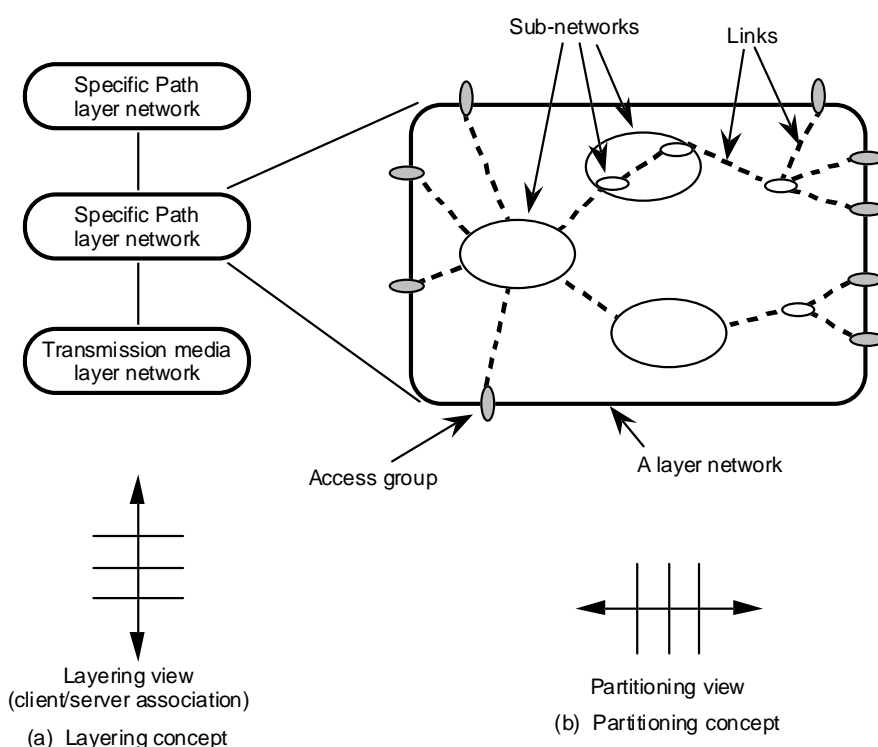 Sub-networks
Links
Specific Path
layer network
Specific Path
layer network
Transmission media
layer network
Access group
A layer network
Layering view
(client/server association)
(a) Layering concept
Partitioning view
(b) Partitioning concept